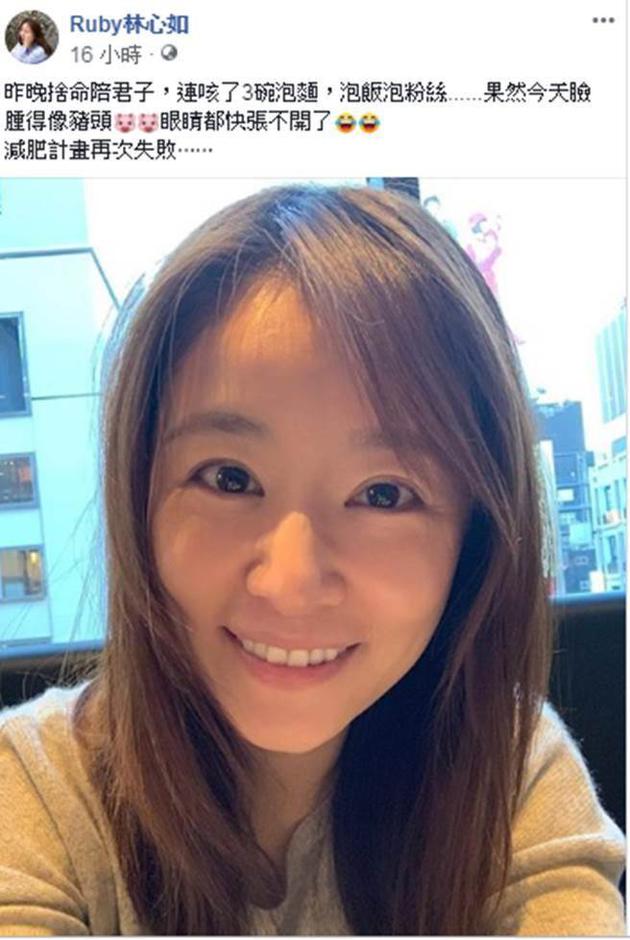 Ruby林心如
16 小時 ·
昨晚捨命陪君子，連咳了3碗泡麵，泡飯泡粉絲......果然今天臉
腫得像豬頭🐷🐷眼睛都快張不開了😂😂
減肥計畫再次失敗⋯⋯